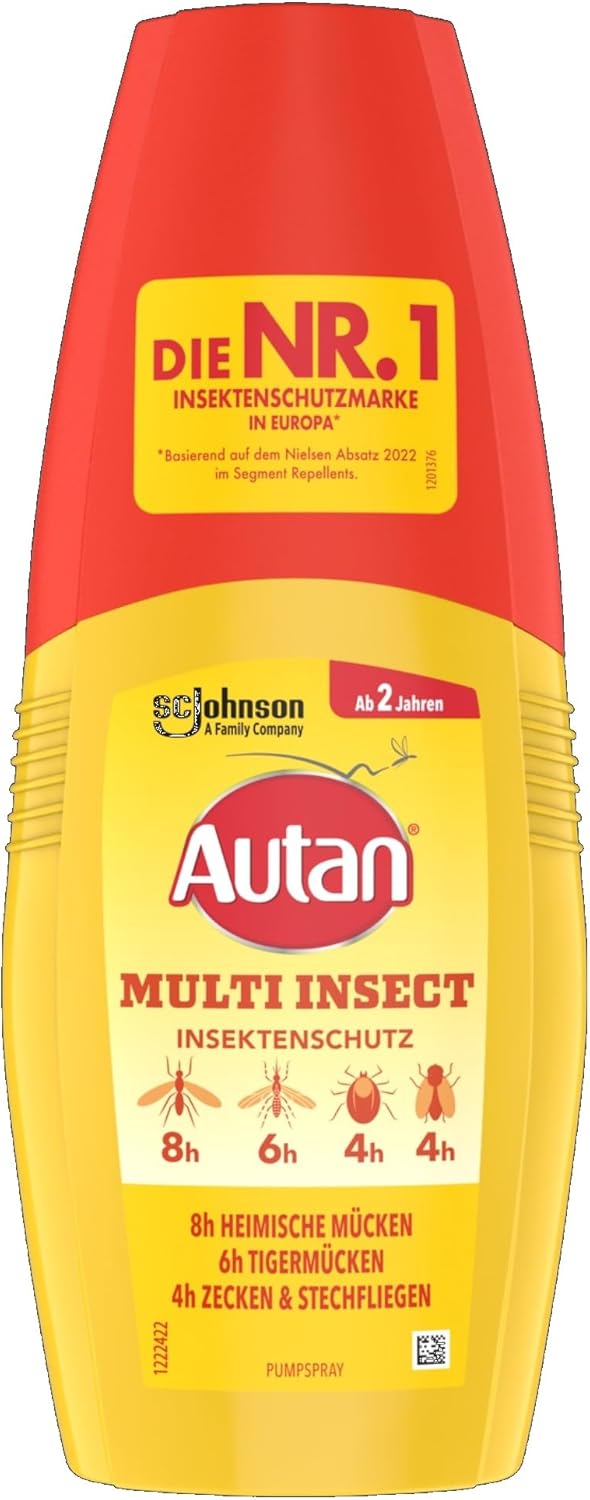 DIE NR. 1
INSEKTENSCHUTZMARKE
IN EUROPA*
*Basierend auf dem Nielsen Absatz 2022
im Segment Repellents.
1201376
SC Johnson
A Family Company
Ab 2 Jahren
Autan®
MULTI INSECT
INSEKTENSCHUTZ
8h 6h 4h 4h
8h HEIMISCHE MÜCKEN
6h TIGERMÜCKEN
4h ZECKEN & STECHFLIEGEN
1222422
PUMPSPRAY